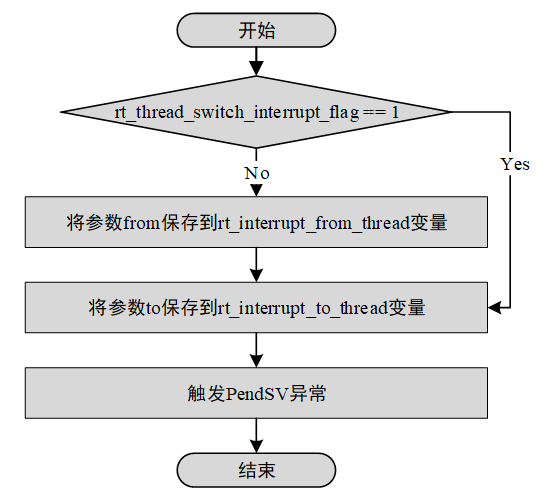 开始
rt_thread_switch_interrupt_flag == 1
Yes
No
将参数from保存到rt_interrupt_from_thread变量
将参数to保存到rt_interrupt_to_thread变量
触发PendSV异常
结束